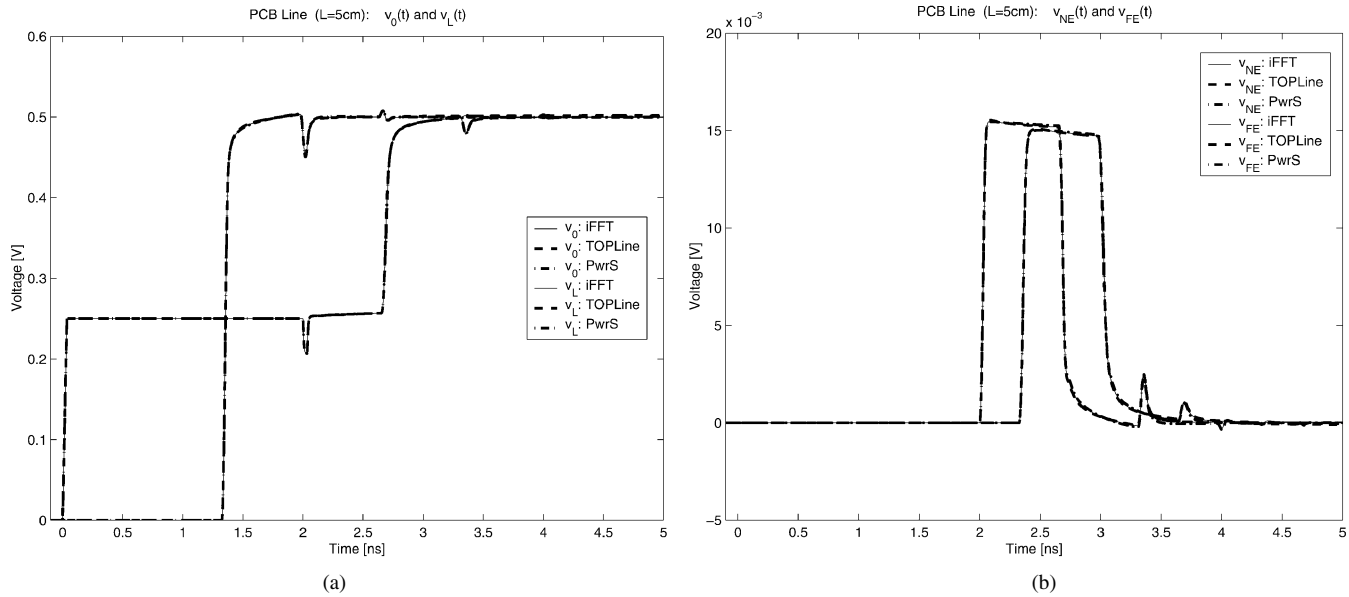 PCB Line (L=5cm): v_0(t) and v_L(t)
0.6
0.5
0.4
0.3
0.2
0.1
0
Voltage [V]
v_0: iFFT
v_0: TOPLine
v_0: PwrS
v_L: iFFT
v_L: TOPLine
v_L: PwrS
0 0.5 1 1.5 2 2.5 3 3.5 4 4.5 5
Time [ns]
(a)
PCB Line (L=5cm): v_NE(t) and v_FE(t)
x 10^-3
20
15
10
5
0
−5
Voltage [V]
v_NE: iFFT
v_NE: TOPLine
v_NE: PwrS
v_FE: iFFT
v_FE: TOPLine
v_FE: PwrS
0 0.5 1 1.5 2 2.5 3 3.5 4 4.5 5
Time [ns]
(b)